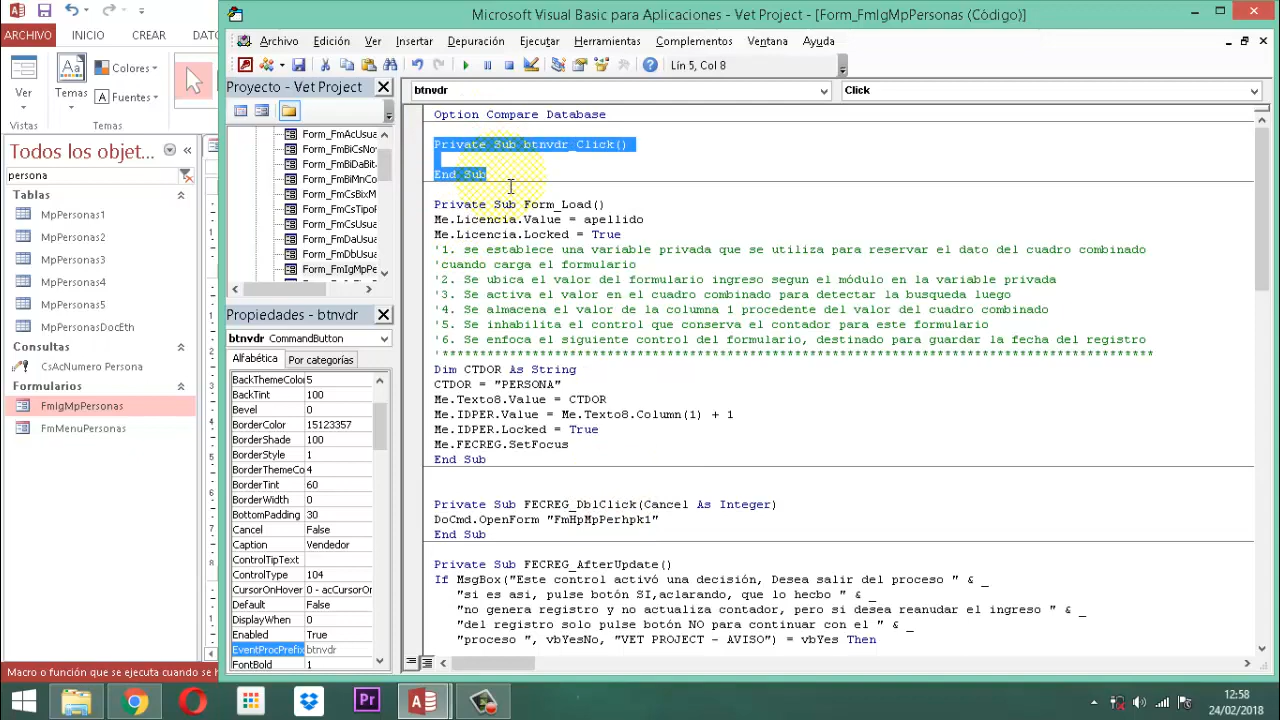 Microsoft Visual Basic para Aplicaciones - Vet Project - [Form_FmIgMpPersonas (Código)]
ARCHIVO INICIO CREAR DATO
Archivo Edición Ver Insertar Depuración Ejecutar Herramientas Complementos Ventana Ayuda
Lín 5, Col 8
Ver
Temas
Colores
Fuentes
Vistas
Temas
Todos los objet...
persona
Tablas
MpPersonas1
MpPersonas2
MpPersonas3
MpPersonas4
MpPersonas5
MpPersonasDocEth
Consultas
CsAcNumero Persona
Formularios
FmIgMpPersonas
FmMenuPersonas
Macro o función que se ejecuta cuando se h
Proyecto - Vet Project
Form_FmAcUsua
Form_FmBiCsNo
Form_FmBiDaBit
Form_FmBiMnCo
Form_FmCsBixM
Form_FmCsTipoF
Form_FmCsUsua
Form_FmDaUsua
Form_FmDbUsua
Form_FmIgMpPe
Propiedades - btnvdr
btnvdr CommandButton
Alfabética Por categorías
BackThemeColor 5
BackTint 100
Bevel 0
BorderColor 15123357
BorderShade 100
BorderStyle 1
BorderThemeCo 4
BorderTint 60
BorderWidth 0
BottomPadding 30
Cancel False
Caption Vendedor
ControlTipText
ControlType 104
CursorOnHover 0 - acCursorOn
Default False
DisplayWhen 0
Enabled True
EventProcPrefix btnvdr
FontBold 1
btnvdr Click
Option Compare Database
Private Sub btnvdr_Click()
End Sub
Private Sub Form_Load()
Me.Licencia.Value = apellido
Me.Licencia.Locked = True
'1. se establece una variable privada que se utiliza para reservar el dato del cuadro combinado
'cuando carga el formulario
'2. Se ubica el valor del formulario ingreso segun el módulo en la variable privada
'3. Se activa el valor en el cuadro combinado para detectar la busqueda luego
'4. Se almacena el valor de la columna 1 procedente del valor del cuadro combinado
'5. Se inhabilita el control que conserva el contador para este formulario
'6. Se enfoca el siguiente control del formulario, destinado para guardar la fecha del registro
'***********************************************************************************************
Dim CTDOR As String
CTDOR = "PERSONA"
Me.Texto8.Value = CTDOR
Me.IDPER.Value = Me.Texto8.Column(1) + 1
Me.IDPER.Locked = True
Me.FECREG.SetFocus
End Sub
Private Sub FECREG_DblClick(Cancel As Integer)
DoCmd.OpenForm "FmHpMpPerhpk1"
End Sub
Private Sub FECREG_AfterUpdate()
If MsgBox("Este control activó una decisión, Desea salir del proceso " & _
"si es asi, pulse botón SI,aclarando, que lo hecbo " & _
"no genera registro y no actualiza contador, pero si desea reanudar el ingreso " & _
"del registro solo pulse botón NO para continuar con el " & _
"proceso ", vbYesNo, "VET PROJECT - AVISO") = vbYes Then
12:58
24/02/2018